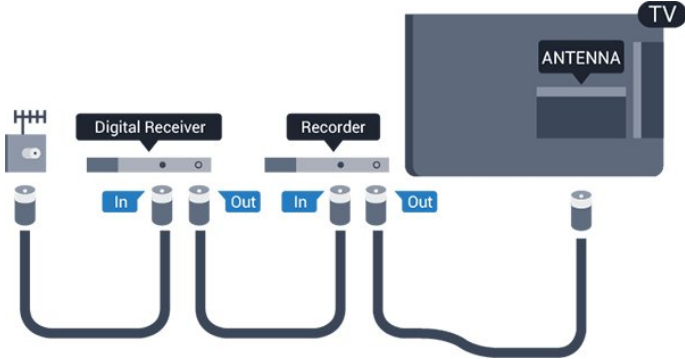 TV
ANTENNA
Digital Receiver
Recorder
In
Out
In
Out